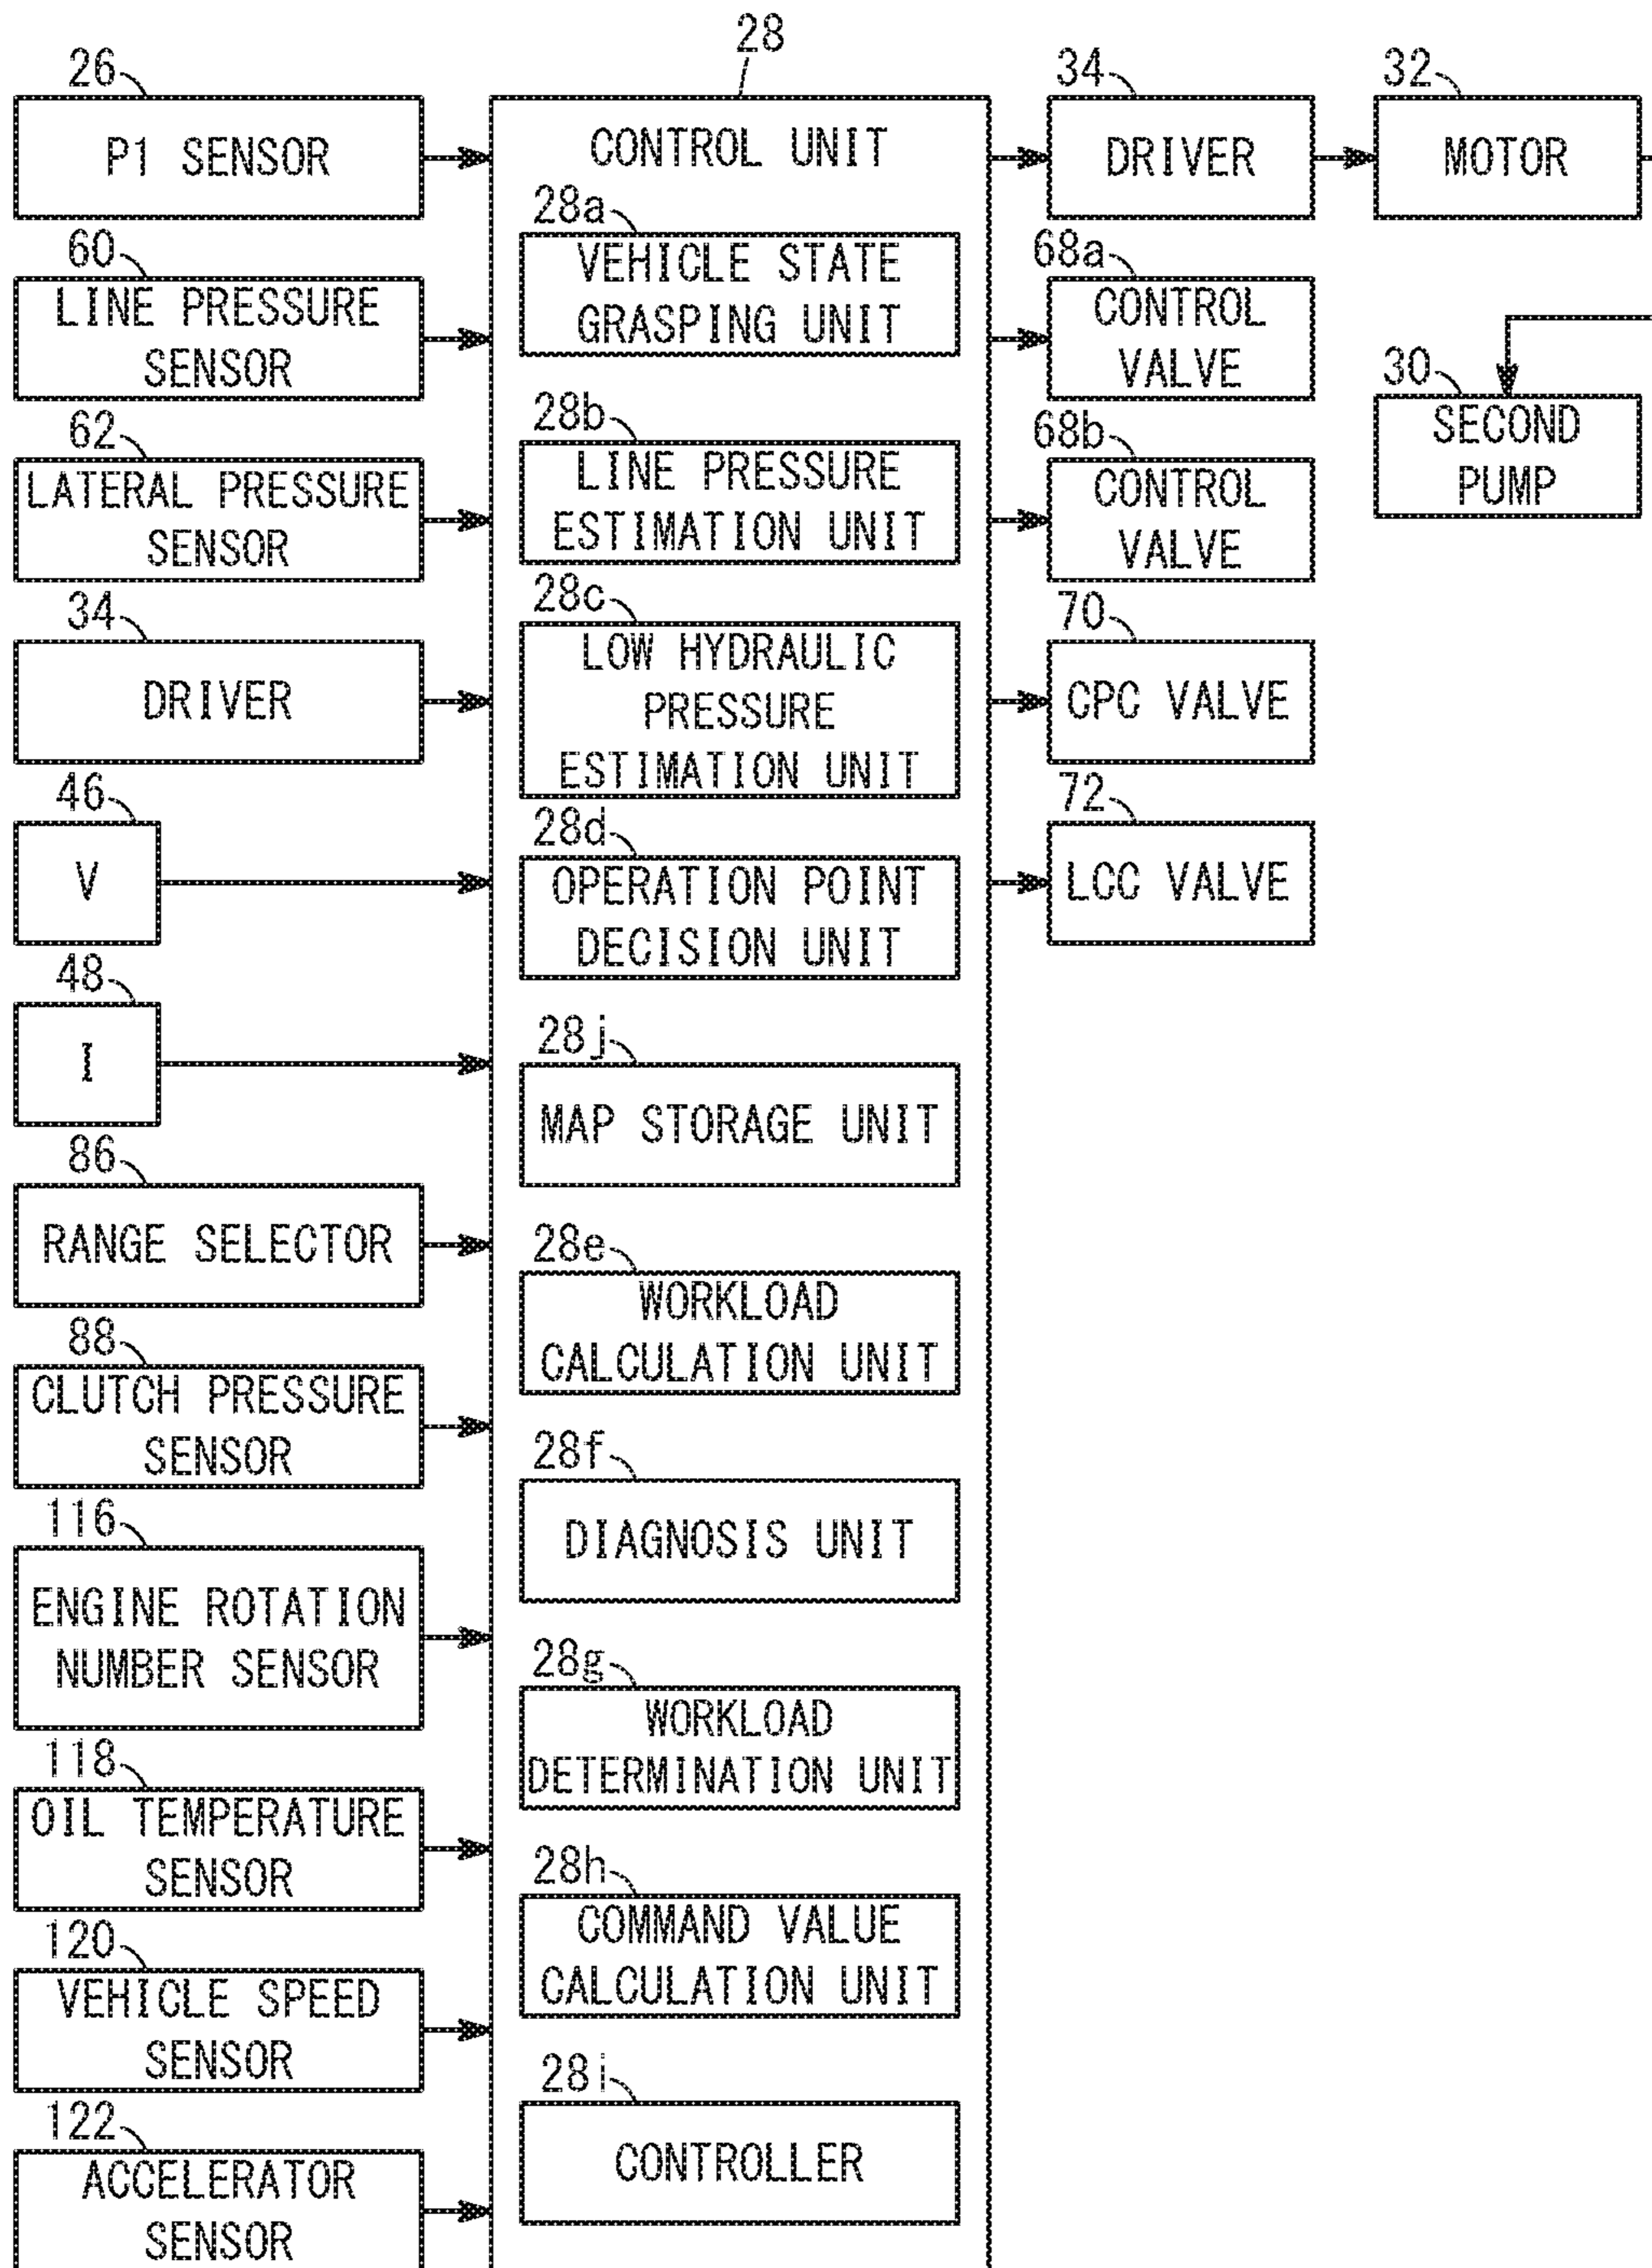 28
26
P1 SENSOR
60
LINE PRESSURE
SENSOR
62
LATERAL PRESSURE
SENSOR
34
DRIVER
46
V
48
I
86
RANGE SELECTOR
88
CLUTCH PRESSURE
SENSOR
116
ENGINE ROTATION
NUMBER SENSOR
118
OIL TEMPERATURE
SENSOR
120
VEHICLE SPEED
SENSOR
122
ACCELERATOR
SENSOR
CONTROL UNIT
28a
VEHICLE STATE
GRASPING UNIT
28b
LINE PRESSURE
ESTIMATION UNIT
28c
LOW HYDRAULIC
PRESSURE
ESTIMATION UNIT
28d
OPERATION POINT
DECISION UNIT
28j
MAP STORAGE UNIT
28e
WORKLOAD
CALCULATION UNIT
28f
DIAGNOSIS UNIT
28g
WORKLOAD
DETERMINATION UNIT
28h
COMMAND VALUE
CALCULATION UNIT
28i
CONTROLLER
34
DRIVER
68a
CONTROL
VALVE
68b
CONTROL
VALVE
70
CPC VALVE
72
LCC VALVE
32
MOTOR
30
SECOND
PUMP